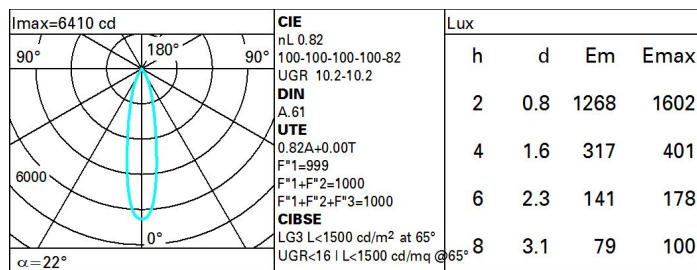 Imax=6410 cd
90°
180°
90°
6000
0°
α=22°
CIE
nL 0.82
100-100-100-100-82
UGR 10.2-10.2
DIN
A.61
UTE
0.82A+0.00T
F"1=999
F"1+F"2=1000
F"1+F"2+F"3=1000
CIBSE
LG3 L<1500 cd/m² at 65°
UGR<16 | L<1500 cd/mq @65°
Lux
h d Em Emax
2 0.8 1268 1602
4 1.6 317 401
6 2.3 141 178
8 3.1 79 100